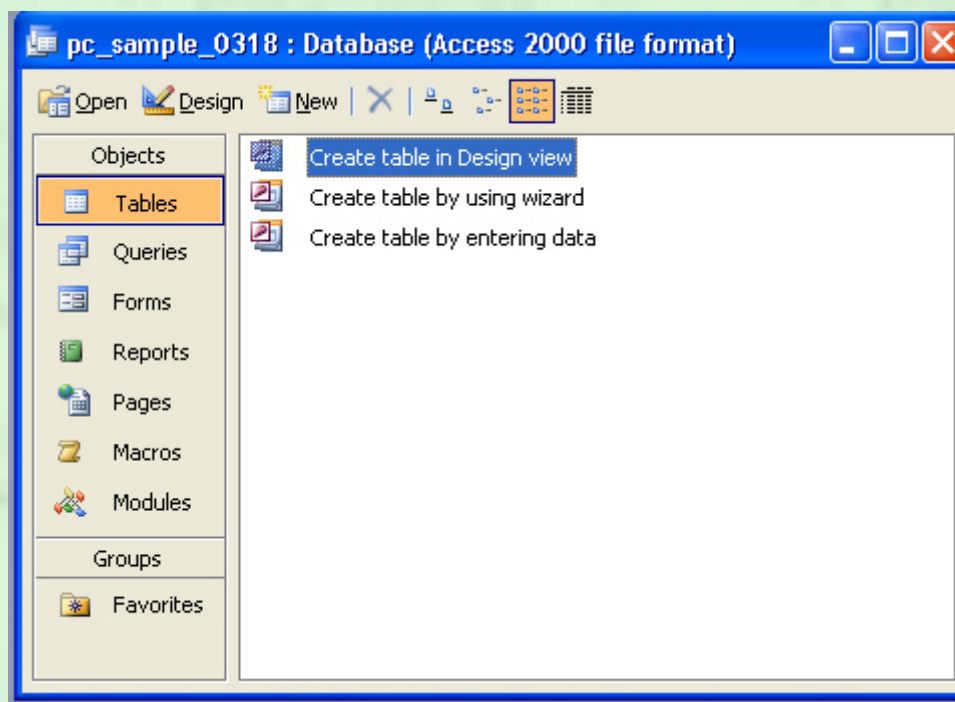 pc_sample_0318 : Database (Access 2000 file format)
Open Design New
Objects
Tables
Queries
Forms
Reports
Pages
Macros
Modules
Groups
Favorites
Create table in Design view
Create table by using wizard
Create table by entering data